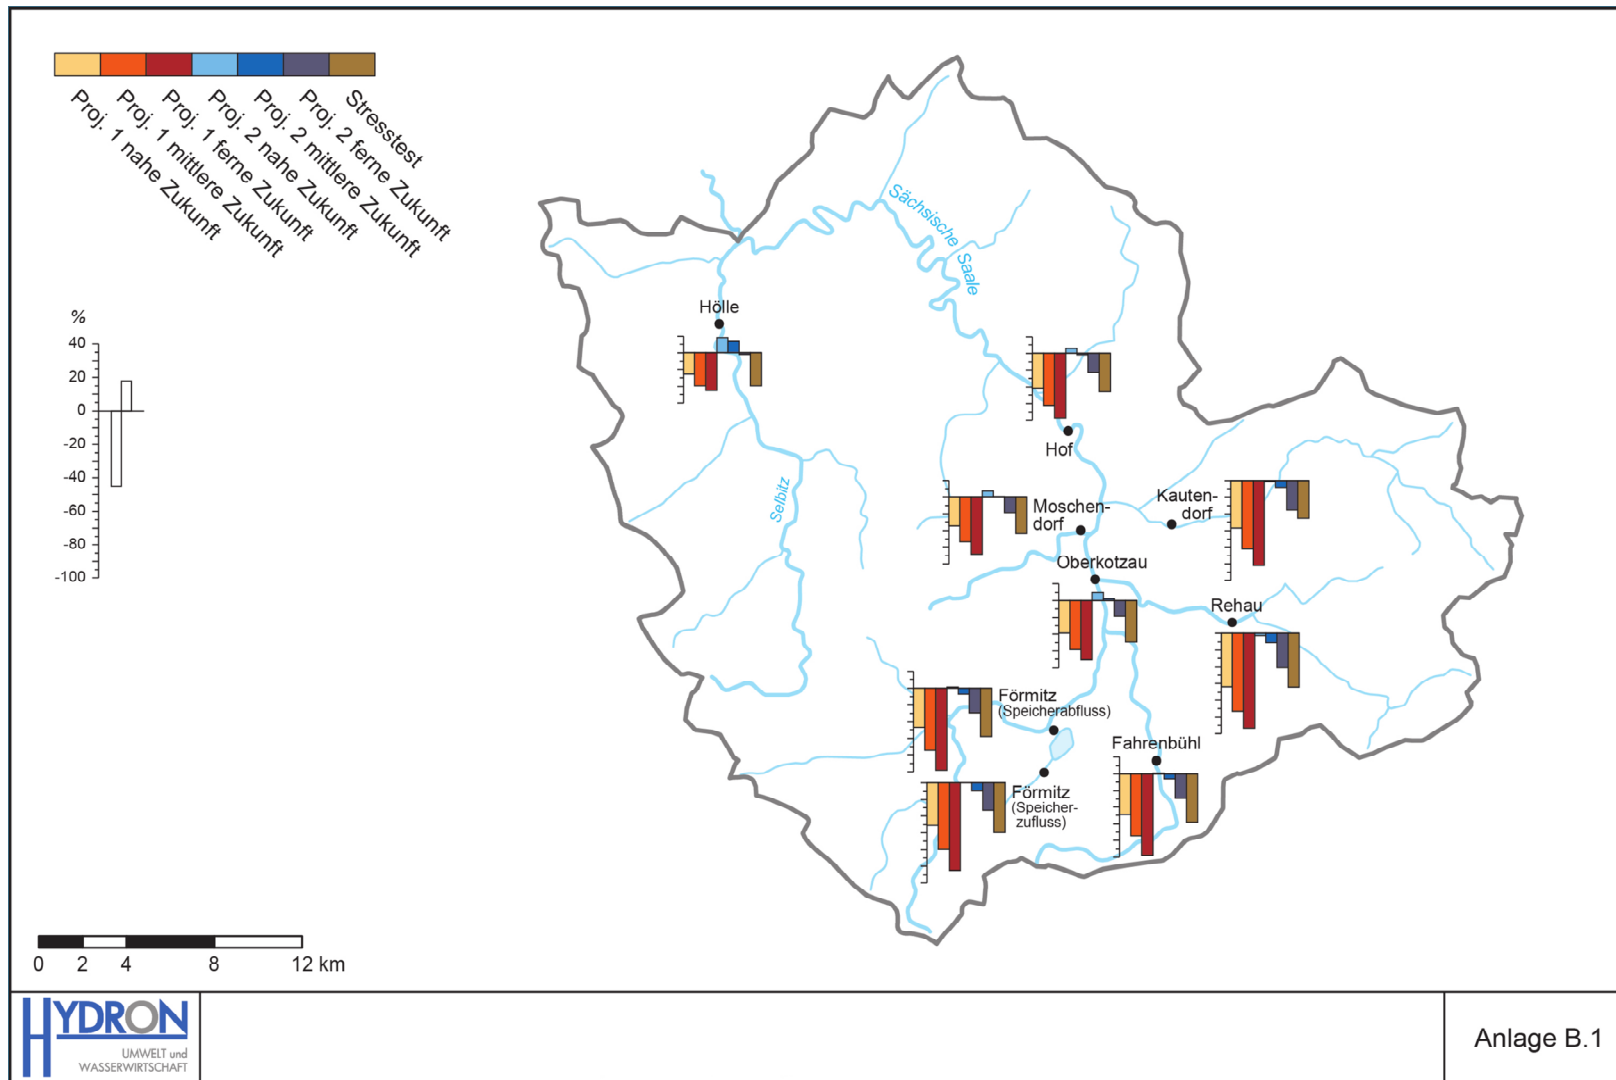 Proj. 1 nahe Zukunft
Proj. 1 mittlere Zukunft
Proj. 1 ferne Zukunft
Proj. 2 nahe Zukunft
Proj. 2 mittlere Zukunft
Proj. 2 ferne Zukunft
Stresstest
%
40
20
0
-20
-40
-60
-80
-100
Sächsische Saale
Hölle
Hof
Selbitz
Moschen-
dorf
Kauten-
dorf
Oberkotzau
Rehau
Förmitz
(Speicherabfluss)
Fahrenbühl
Förmitz
(Speicher-
zufluss)
0 2 4 8 12 km
HYDRON
UMWELT und
WASSERWIRTSCHAFT
Anlage B.1